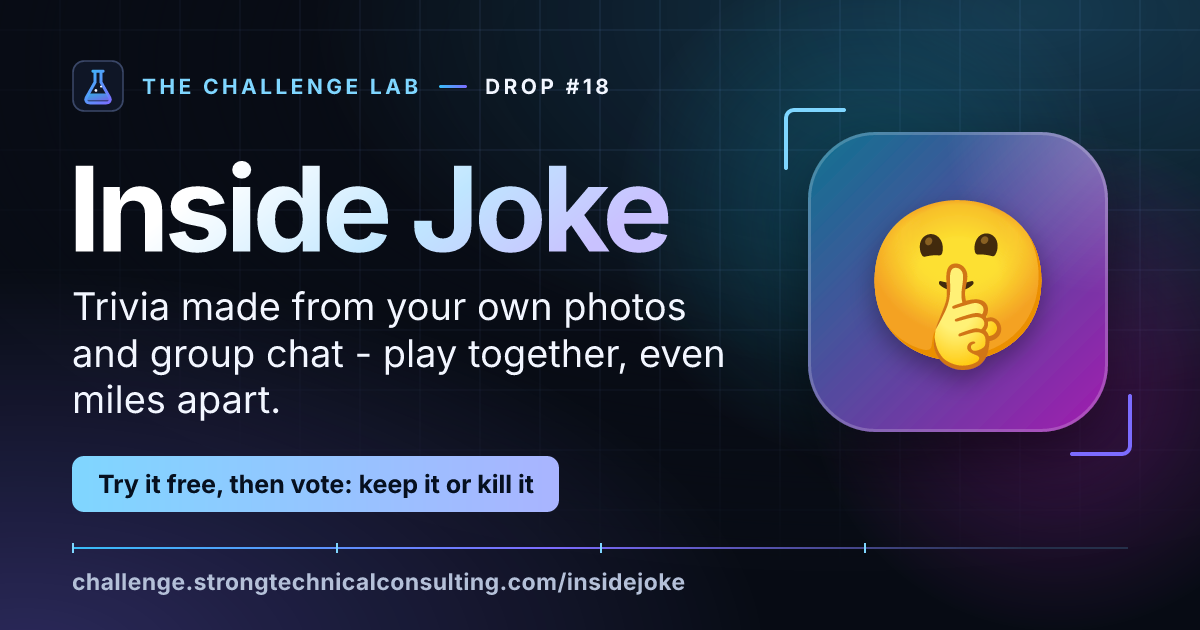 THE CHALLENGE LAB — DROP #18
Inside Joke
Trivia made from your own photos
and group chat - play together, even
miles apart.
Try it free, then vote: keep it or kill it
challenge.strongtechnicalconsulting.com/insidejoke